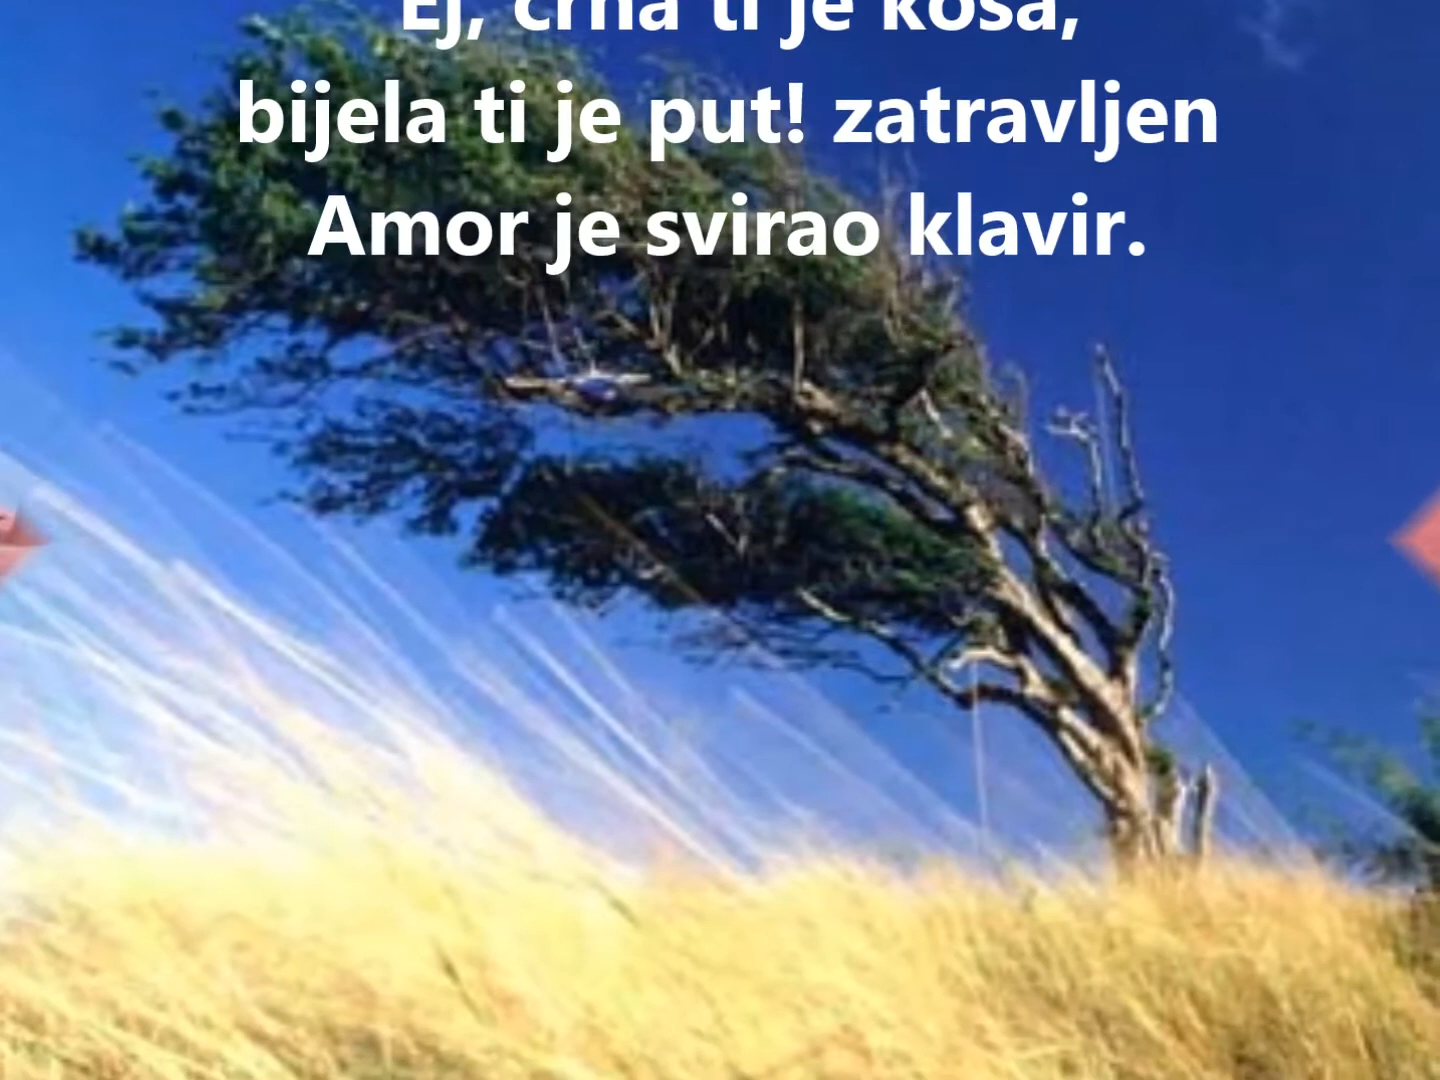 Ej, crna ti je kosa,
bijela ti je put! zatravljen
Amor je svirao klavir.